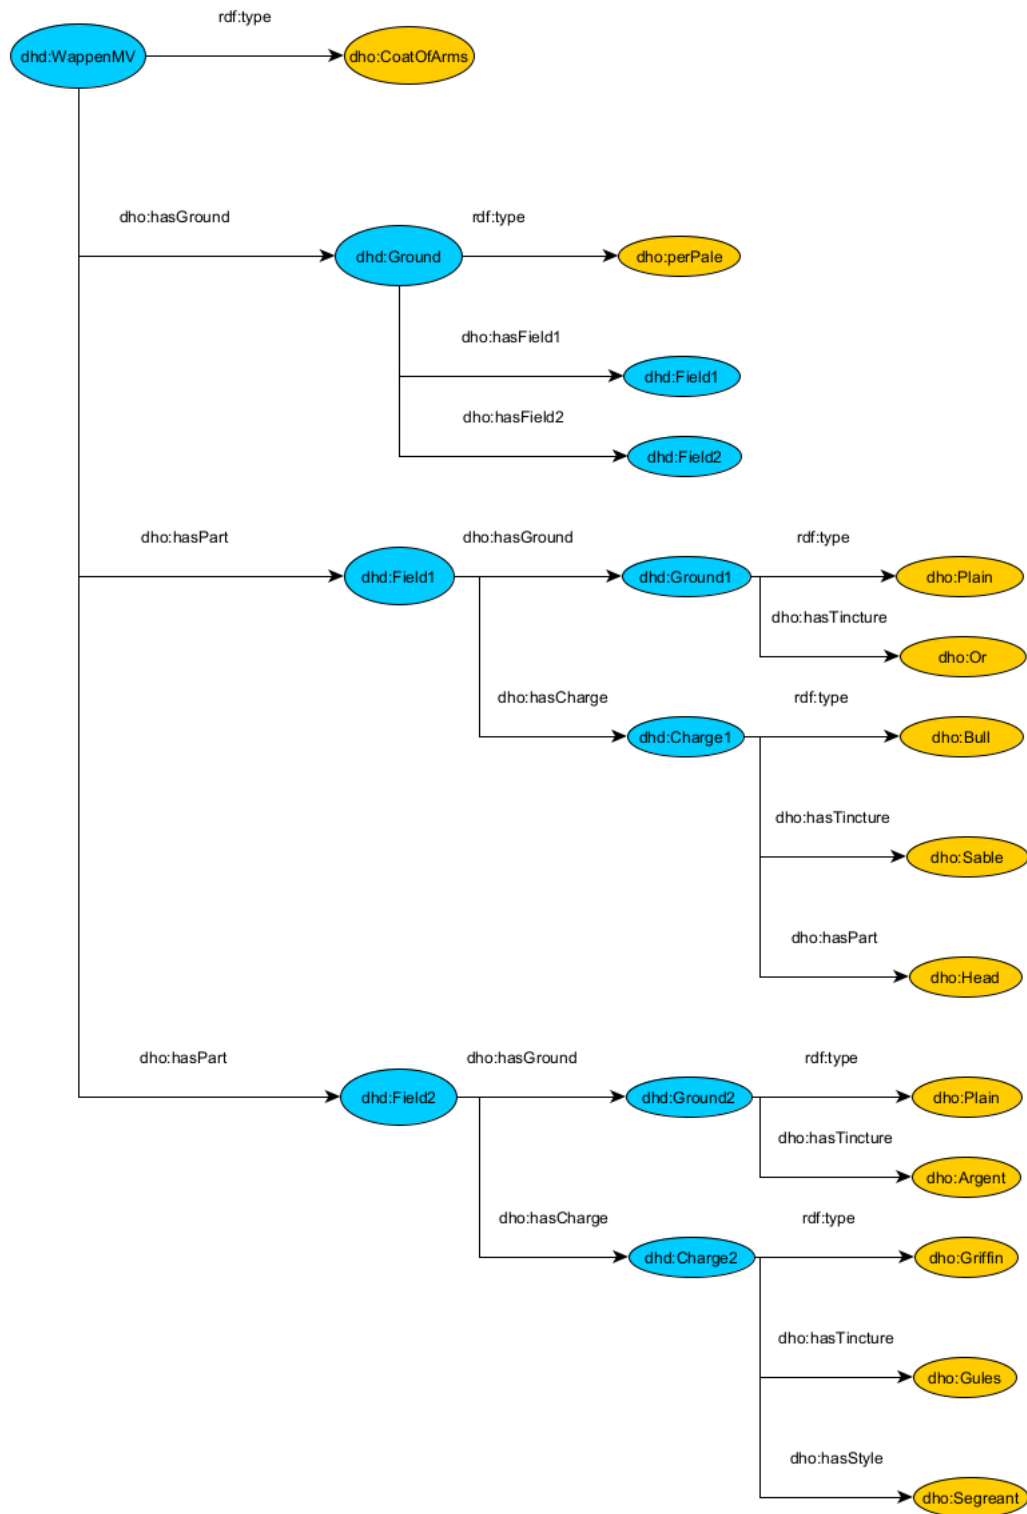 rdf:type
dhd:WappenMV
dho:CoatOfArms
dho:hasGround
rdf:type
dhd:Ground
dho:perPale
dho:hasField1
dhd:Field1
dho:hasField2
dhd:Field2
dho:hasPart
dho:hasGround
rdf:type
dhd:Field1
dhd:Ground1
dho:Plain
dho:hasTincture
dho:Or
dho:hasCharge
rdf:type
dhd:Charge1
dho:Bull
dho:hasTincture
dho:Sable
dho:hasPart
dho:Head
dho:hasPart
dho:hasGround
rdf:type
dhd:Field2
dhd:Ground2
dho:Plain
dho:hasTincture
dho:Argent
dho:hasCharge
rdf:type
dhd:Charge2
dho:Griffin
dho:hasTincture
dho:Gules
dho:hasStyle
dho:Segreant